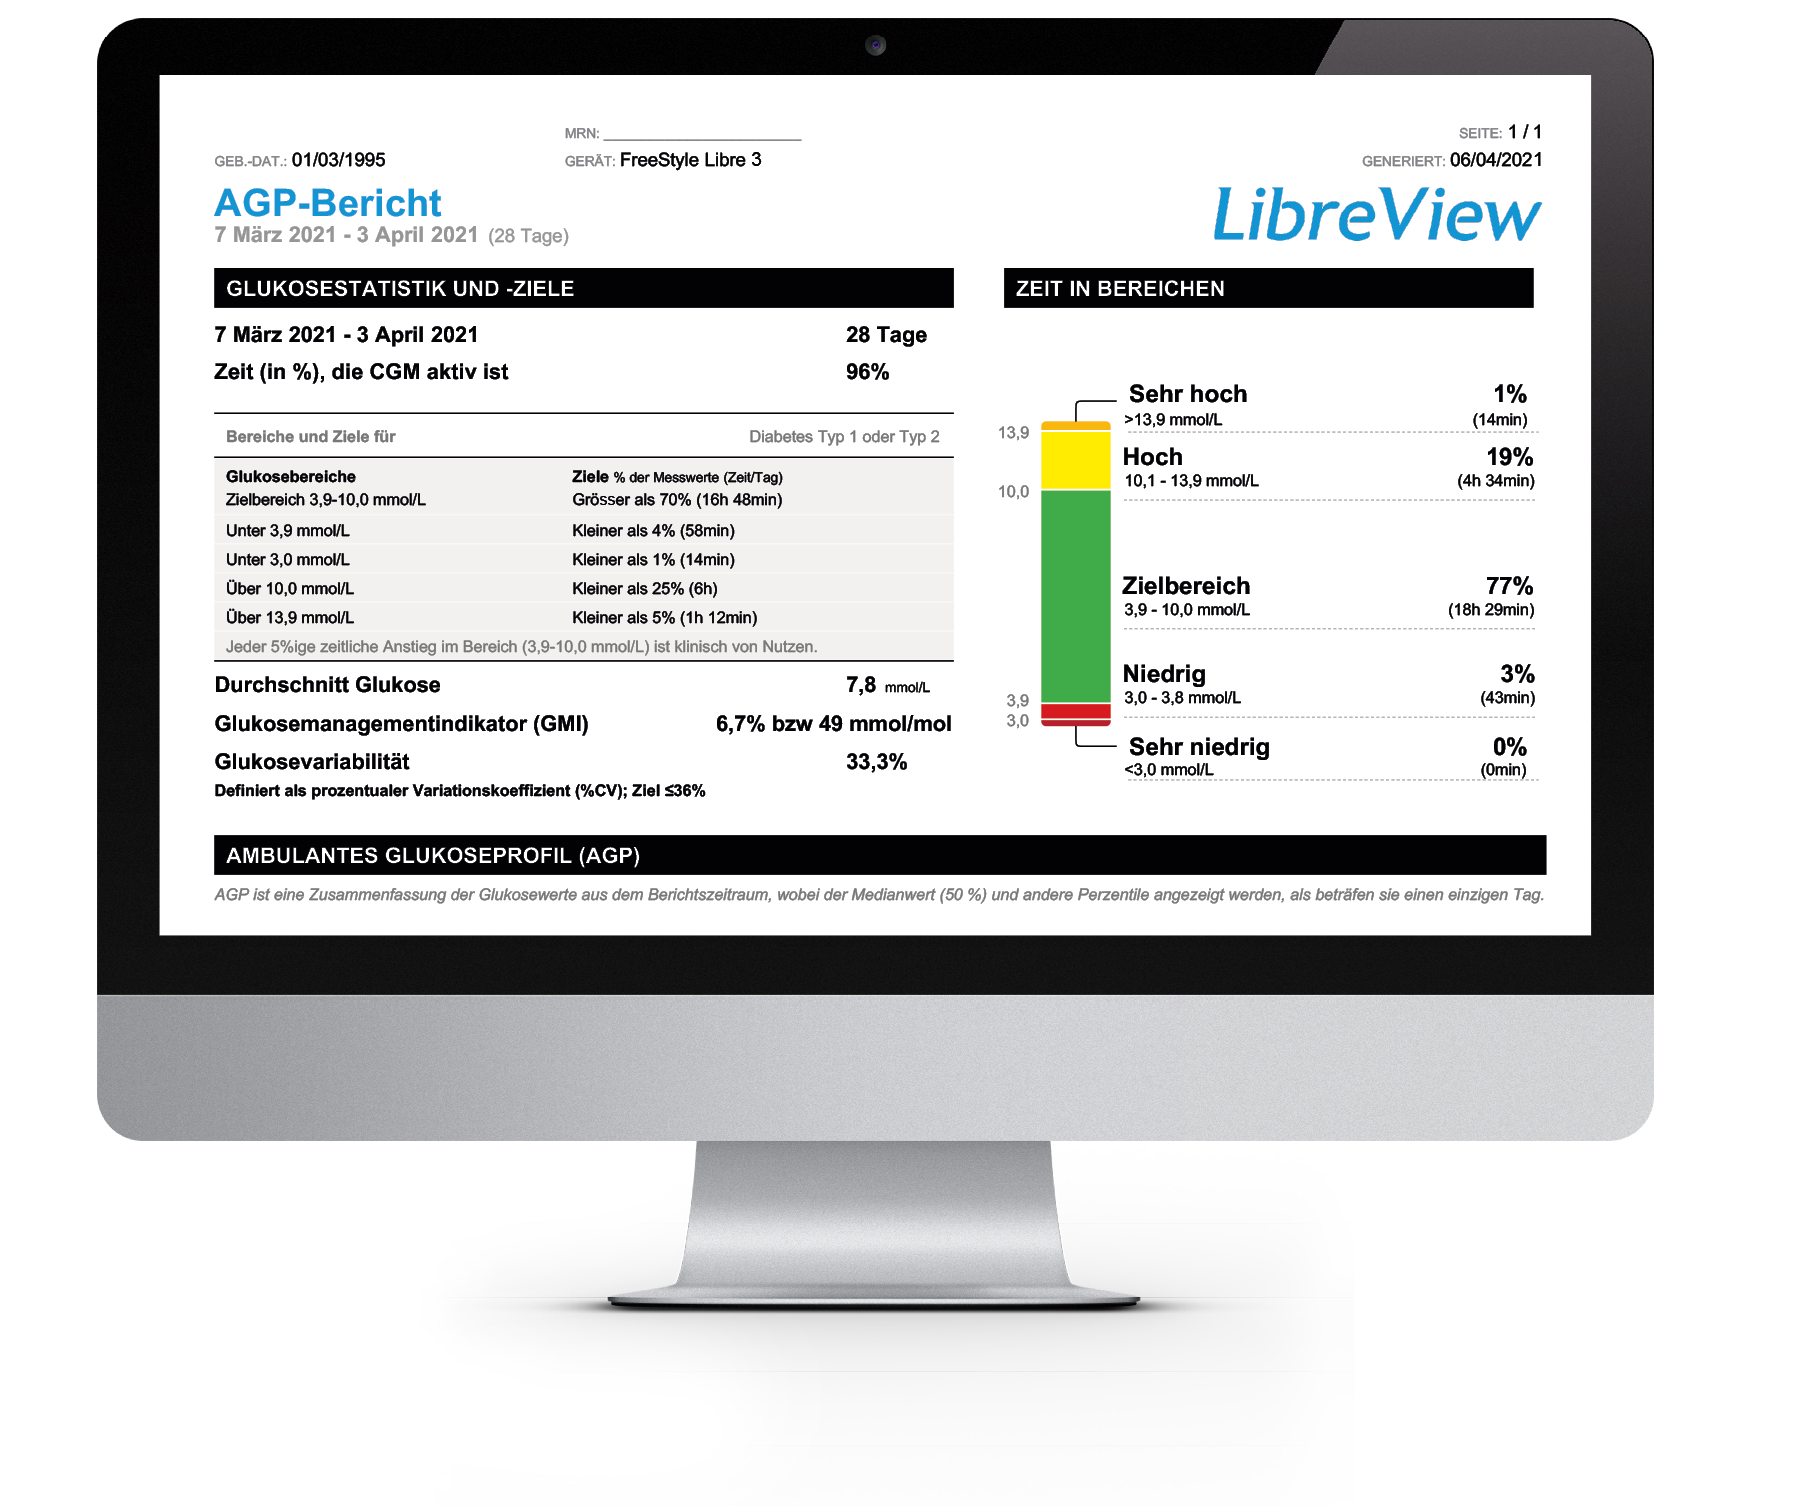 MRN: SEITE: 1 / 1
GEB.-DAT.: 01/03/1995 GERÄT: FreeStyle Libre 3 GENERIERT: 06/04/2021
AGP-Bericht
LibreView
7 März 2021 - 3 April 2021 (28 Tage)
GLUKOSESTATISTIK UND -ZIELE
7 März 2021 - 3 April 2021 28 Tage
Zeit (in %), die CGM aktiv ist 96%
Bereiche und Ziele für Diabetes Typ 1 oder Typ 2
Glukosebereiche Ziele % der Messwerte (Zeit/Tag)
Zielbereich 3,9-10,0 mmol/L Grösser als 70% (16h 48min)
Unter 3,9 mmol/L Kleiner als 4% (58min)
Unter 3,0 mmol/L Kleiner als 1% (14min)
Über 10,0 mmol/L Kleiner als 25% (6h)
Über 13,9 mmol/L Kleiner als 5% (1h 12min)
Jeder 5%ige zeitliche Anstieg im Bereich (3,9-10,0 mmol/L) ist klinisch von Nutzen.
Durchschnitt Glukose 7,8 mmol/L
Glukosemanagementindikator (GMI) 6,7% bzw 49 mmol/mol
Glukosevariabilität 33,3%
Definiert als prozentualer Variationskoeffizient (%CV); Ziel ≤36%
ZEIT IN BEREICHEN
Sehr hoch 1%
>13,9 mmol/L (14min)
13,9
Hoch 19%
10,1 - 13,9 mmol/L (4h 34min)
10,0
Zielbereich 77%
3,9 - 10,0 mmol/L (18h 29min)
Niedrig 3%
3,0 - 3,8 mmol/L (43min)
3,9
3,0
Sehr niedrig 0%
<3,0 mmol/L (0min)
AMBULANTES GLUKOSEPROFIL (AGP)
AGP ist eine Zusammenfassung der Glukosewerte aus dem Berichtszeitraum, wobei der Medianwert (50 %) und andere Perzentile angezeigt werden, als beträfen sie einen einzigen Tag.